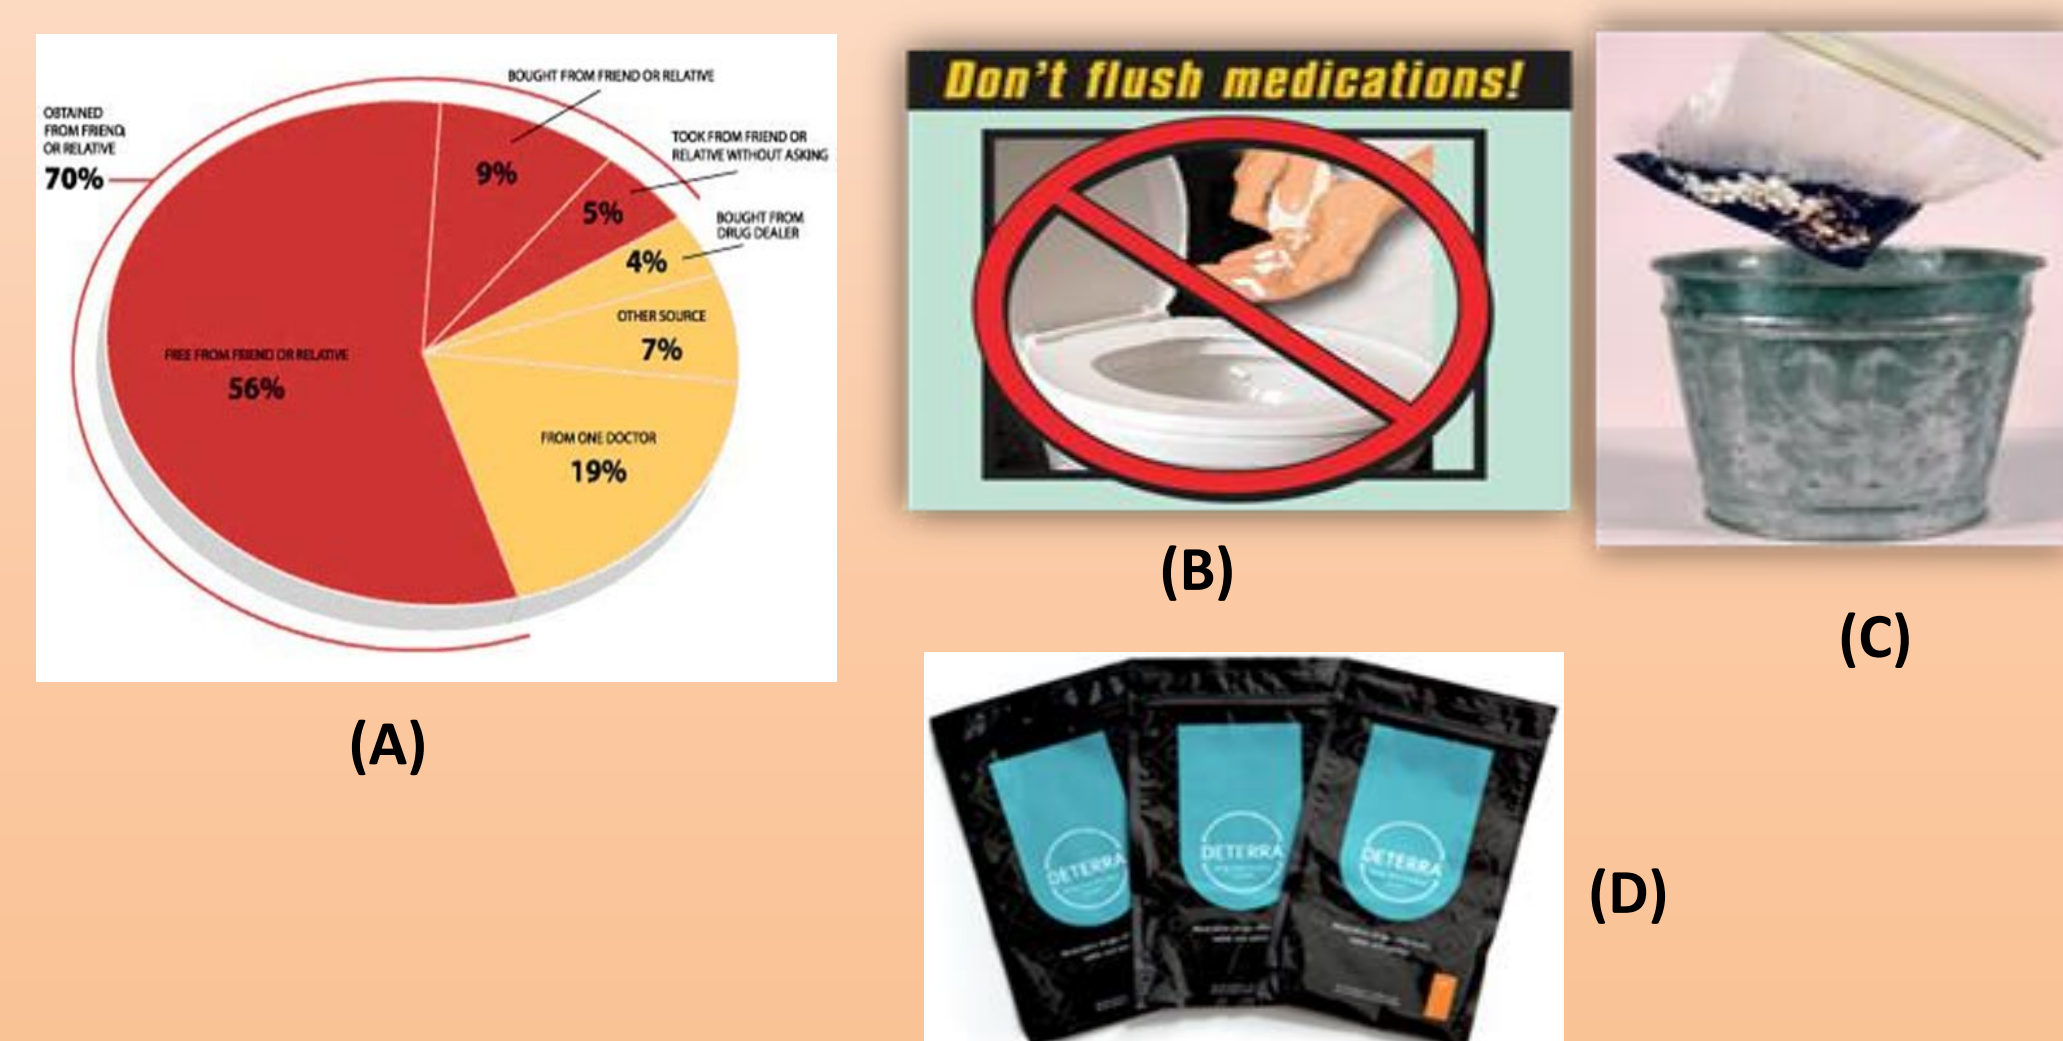 OBTAINED
FROM FRIEND
OR RELATIVE
70%
BOUGHT FROM FRIEND OR RELATIVE
9%
TOOK FROM FRIEND OR
RELATIVE WITHOUT ASKING
5%
BOUGHT FROM
DRUG DEALER
4%
OTHER SOURCE
7%
FREE FROM FRIEND OR RELATIVE
56%
FROM ONE DOCTOR
19%
(A)
Don't flush medications!
(B)
(C)
DETERRA
DETERRA
DETERRA
(D)